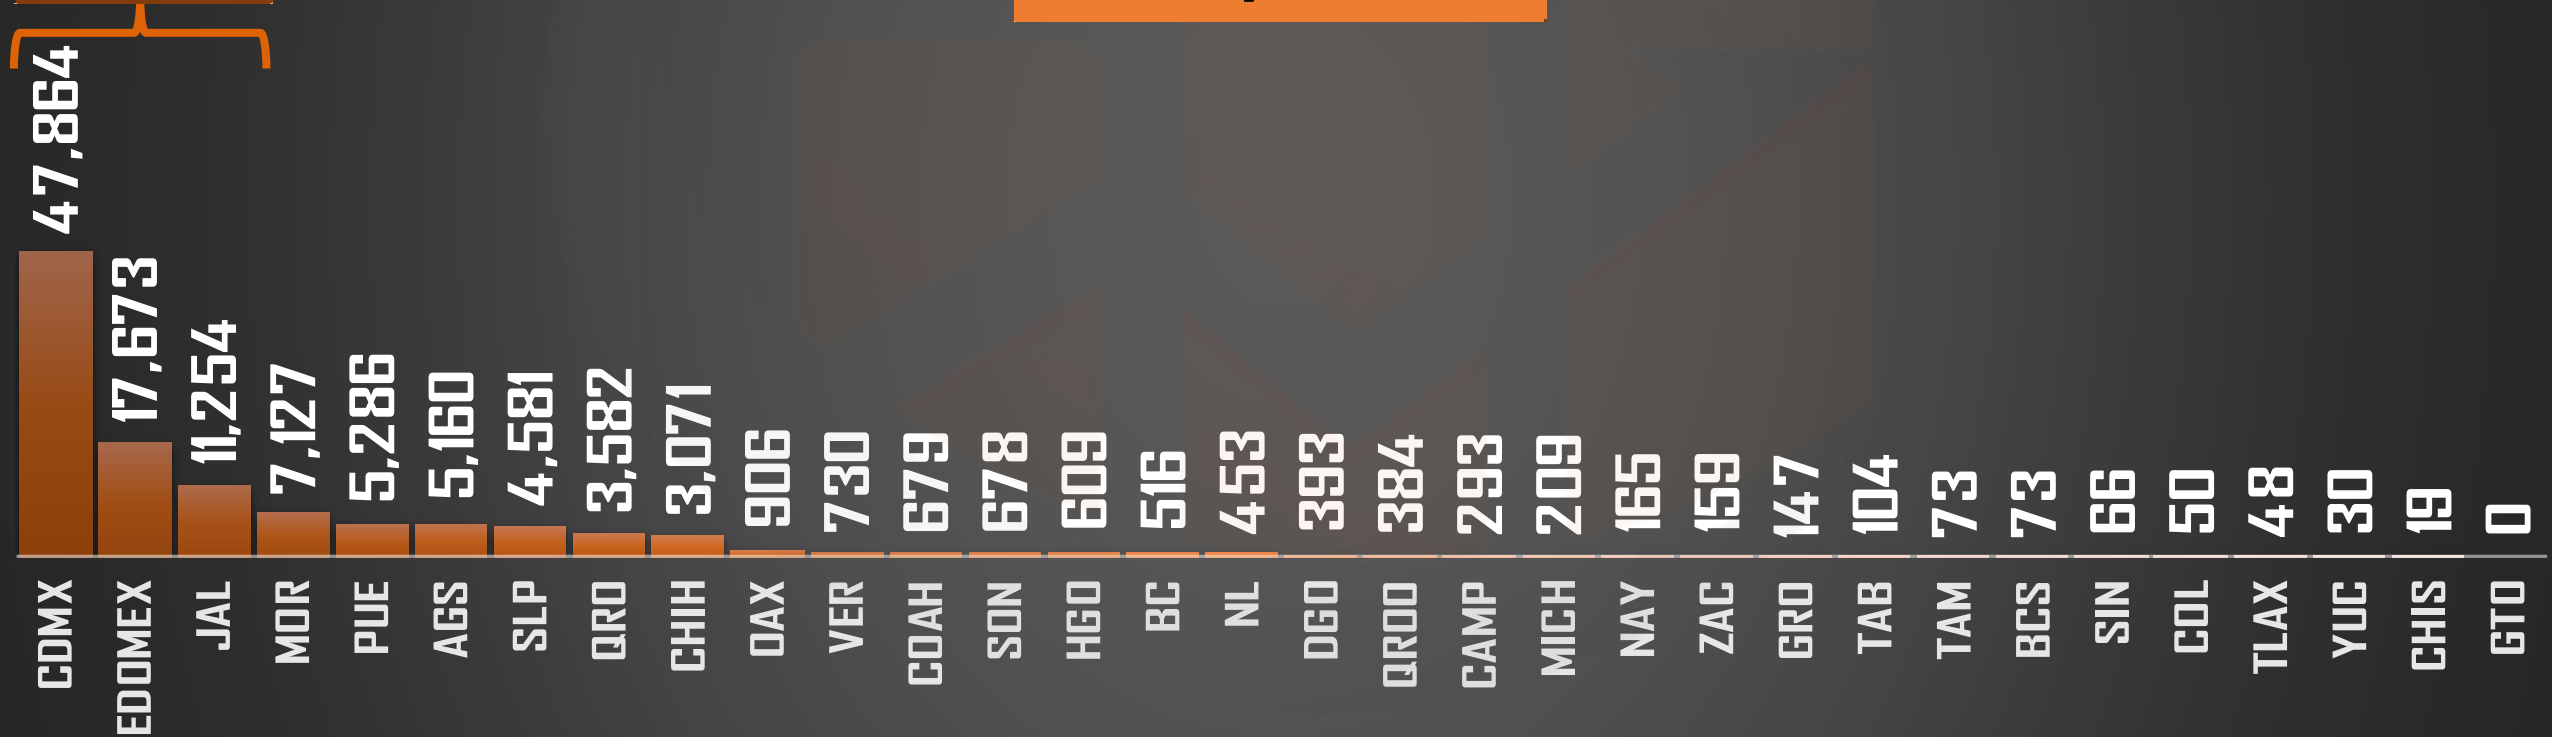 47,864
17,673
11,254
7,127
5,286
5,160
4,581
3,582
3,071
906
730
679
678
609
516
453
393
384
293
209
165
159
147
104
73
73
66
50
48
30
19
0
CDMX
EDOMEX
JAL
MOR
PUE
AGS
SLP
QRO
CHIH
OAX
VER
COAH
SON
HGO
BC
NL
DGO
QROO
CAMP
MICH
NAY
ZAC
GRO
TAB
TAM
BCS
SIN
COL
TLAX
YUC
CHIS
GTO